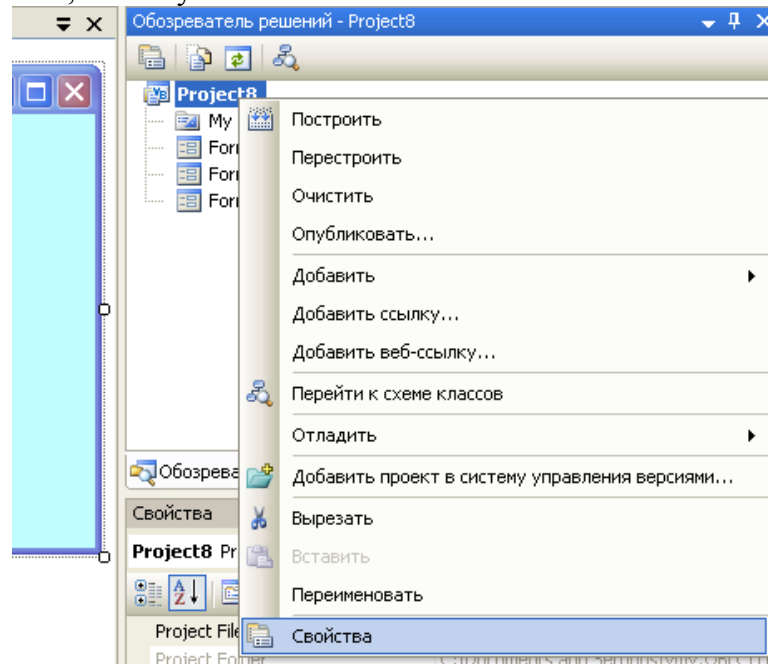 Обозреватель решений - Project8
Project8
My
Построить
Перестроить
Очистить
Опубликовать...
Добавить
Добавить ссылку...
Добавить веб-ссылку...
Перейти к схеме классов
Отладить
Добавить проект в систему управления версиями...
Вырезать
Вставить
Переименовать
Свойства
Свойства
Project8 Pr
Project File